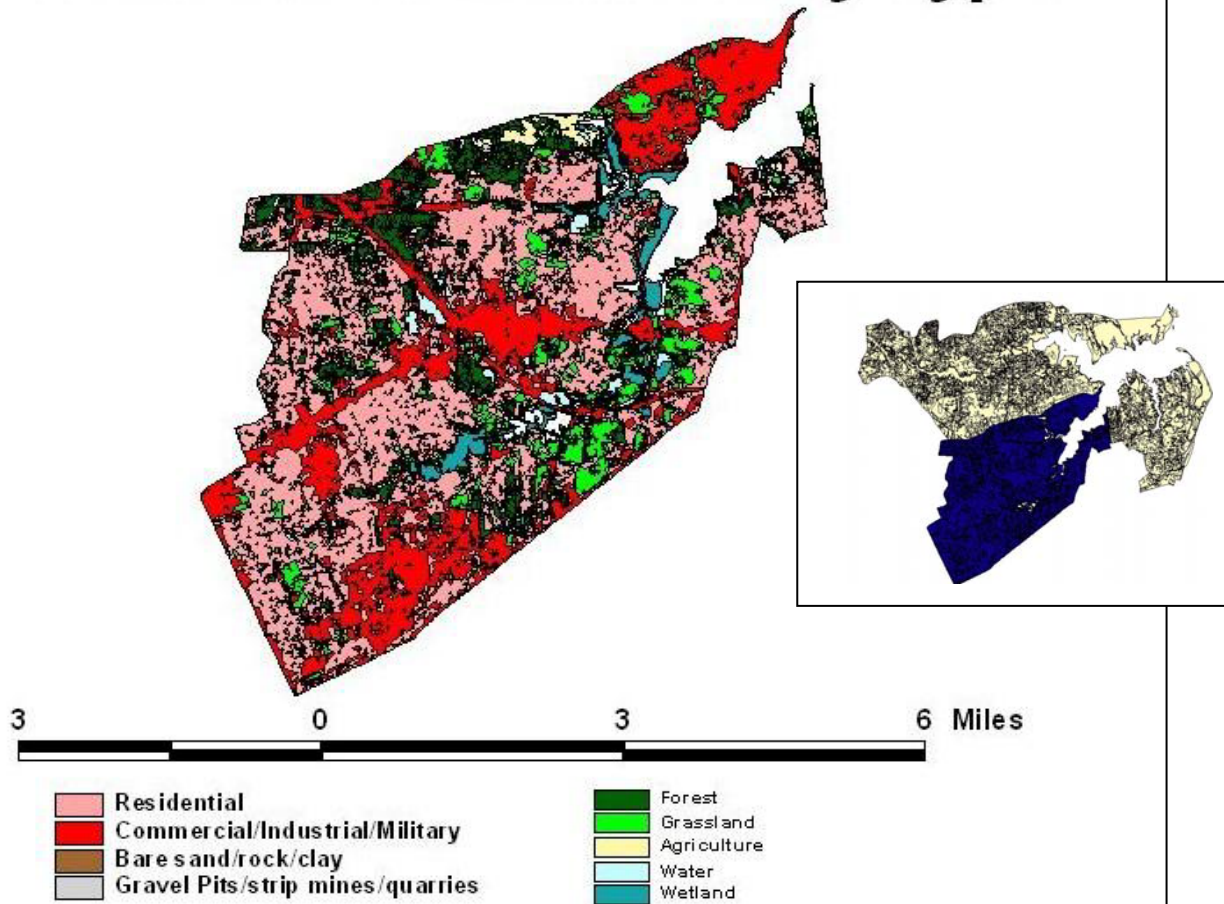 3 0 3 6 Miles
Residential
Commercial/Industrial/Military
Bare sand/rock/clay
Gravel Pits/strip mines/quarries
Forest
Grassland
Agriculture
Water
Wetland